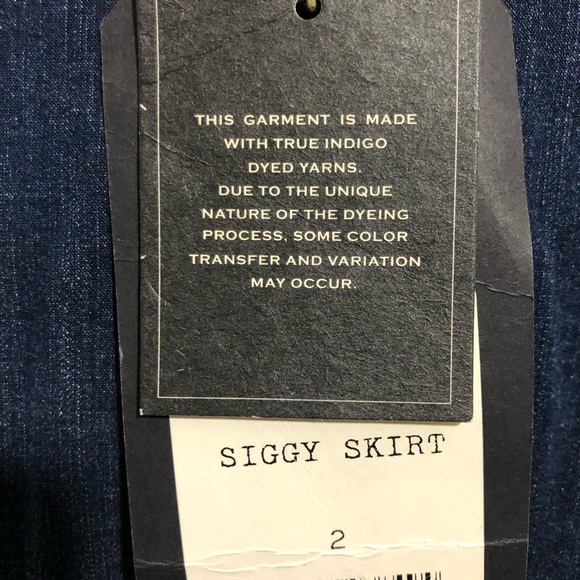 THIS GARMENT IS MADE
WITH TRUE INDIGO
DYED YARNS.
DUE TO THE UNIQUE
NATURE OF THE DYEING
PROCESS, SOME COLOR
TRANSFER AND VARIATION
MAY OCCUR.
SIGGY SKIRT
2